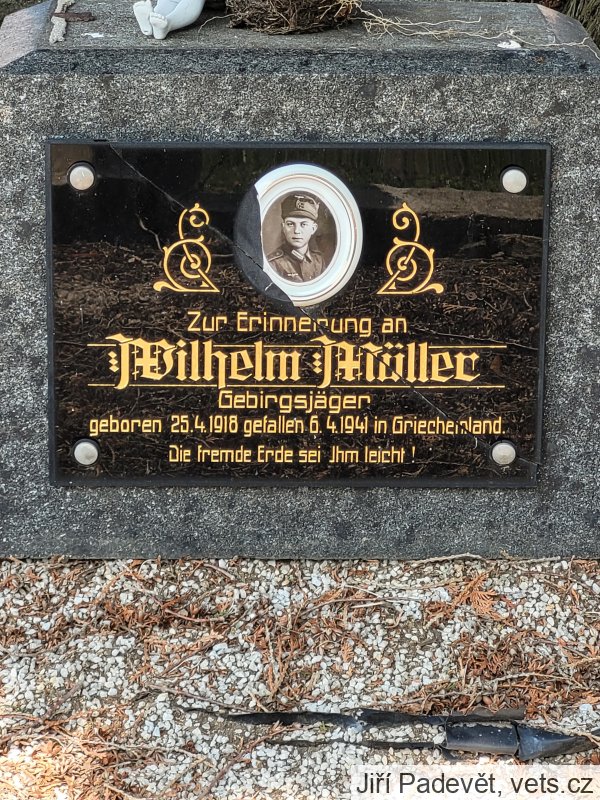 Zur Erinnerung an
Wilhelm Müller
Gebirgsjäger
geboren 25.4.1918 gefallen 6.4.1941 in Griechenland.
Die fremde Erde sei Ihm leicht!
Jiří Padevět, vets.cz